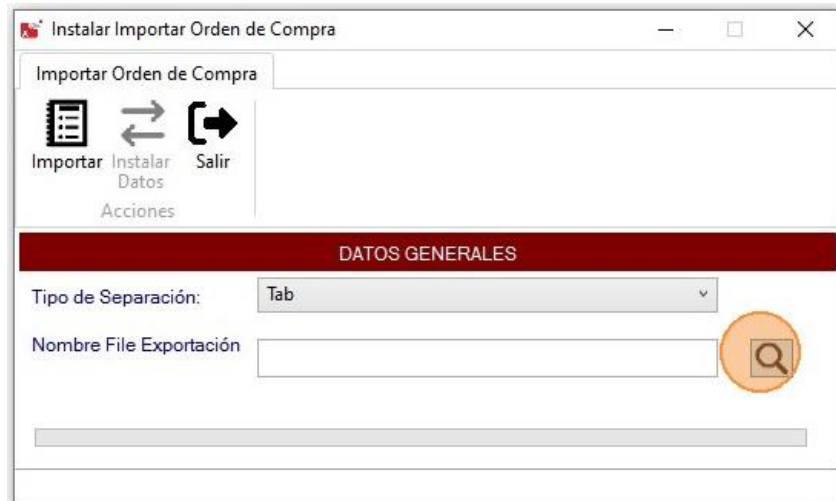 Instalar Importar Orden de Compra
Importar Orden de Compra
Importar Instalar Datos Salir
Acciones
DATOS GENERALES
Tipo de Separación: Tab
Nombre File Exportación